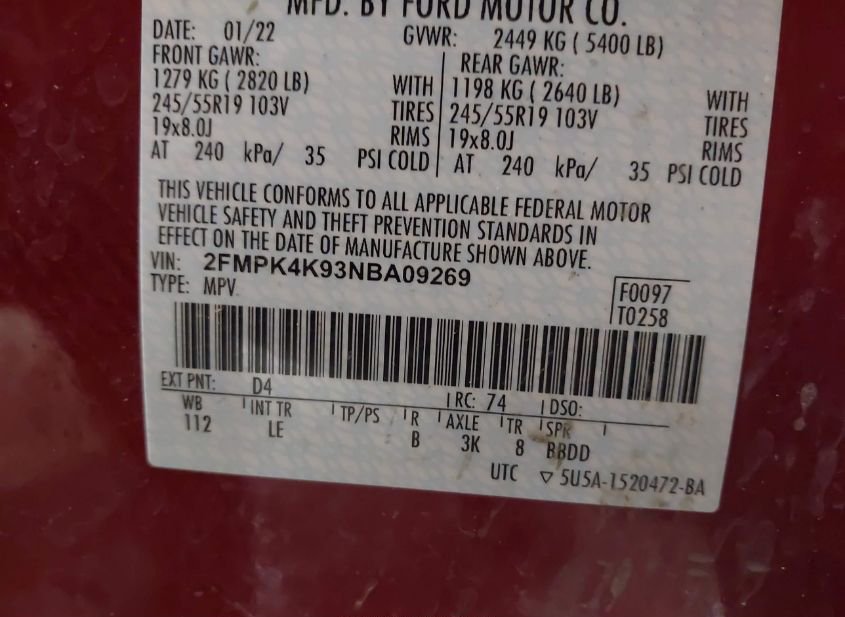 MFD. BY FORD MOTOR CO.
DATE: 01/22 GVWR: 2449 KG ( 5400 LB)
FRONT GAWR: REAR GAWR:
1279 KG ( 2820 LB) WITH 1198 KG ( 2640 LB) WITH
245/55R19 103V TIRES 245/55R19 103V TIRES
19x8.0J RIMS 19x8.0J RIMS
AT 240 kPa/ 35 PSI COLD AT 240 kPa/ 35 PSI COLD
THIS VEHICLE CONFORMS TO ALL APPLICABLE FEDERAL MOTOR
VEHICLE SAFETY AND THEFT PREVENTION STANDARDS IN
EFFECT ON THE DATE OF MANUFACTURE SHOWN ABOVE.
VIN: 2FMPK4K93NBA09269
TYPE: MPV
F0097
T0258
EXT PNT: D4 RC: 74 DSO:
WB INT TR TP/PS R AXLE TR SPR
112 LE B 3K 8 BBDD
UTC ▽ 5U5A-1520472-BA